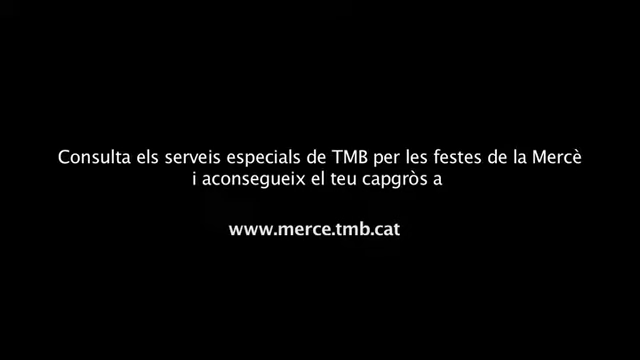 Consulta els serveis especials de TMB per les festes de la Mercè
i aconsegueix el teu capgròs a
www.merce.tmb.cat